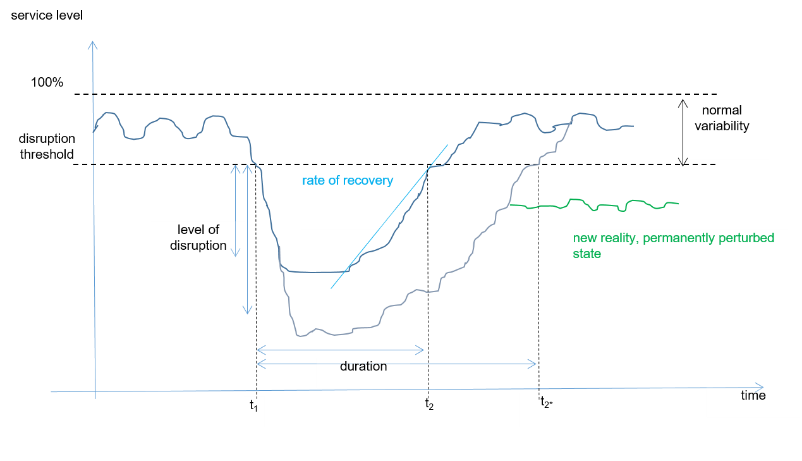 service level
100%
normal
variability
disruption
threshold
rate of recovery
level of
disruption
new reality, permanently perturbed
state
duration
time
t1
t2
t2*